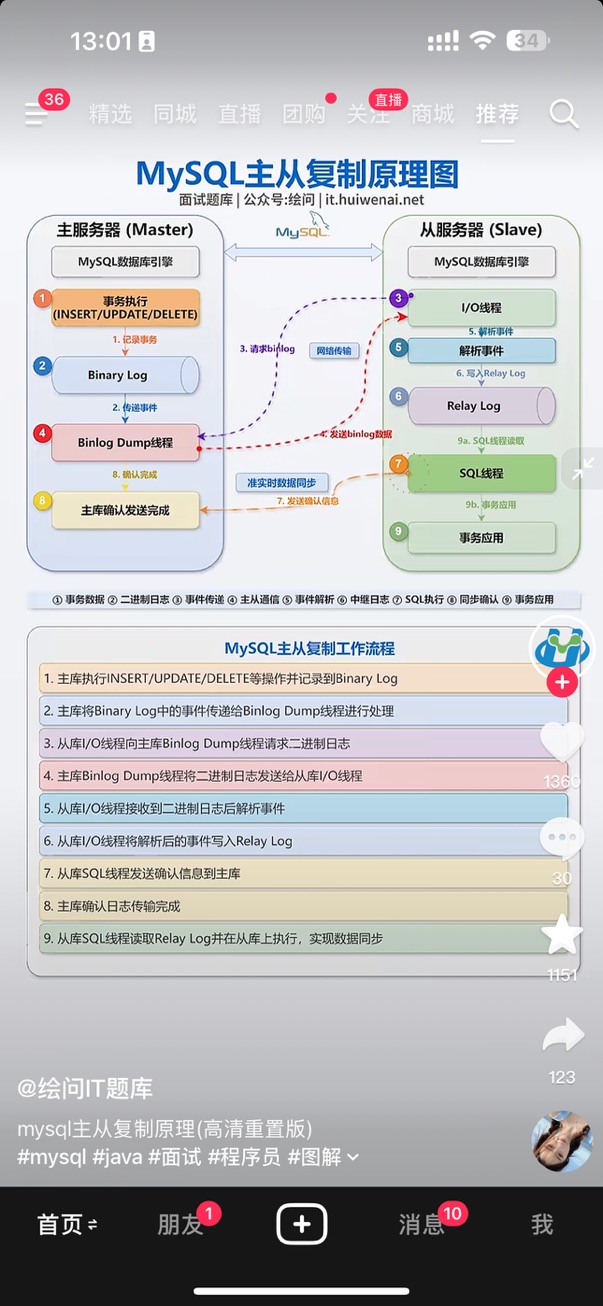 13:01
34
36
精选
同城
直播
团购
关注
直播
商城
推荐
MySQL主从复制原理图
面试题库 | 公众号:绘问 | it.huiwenai.net
主服务器 (Master)
MySQL
从服务器 (Slave)
MySQL数据库引擎
MySQL数据库引擎
1
事务执行
(INSERT/UPDATE/DELETE)
3
I/O线程
1. 记录事务
5. 解析事件
3. 请求binlog
网络传输
5
解析事件
2
Binary Log
6. 写入Relay Log
6
Relay Log
2. 传递事件
4
Binlog Dump线程
4. 发送binlog数据
9a. SQL线程读取
8. 确认完成
准实时数据同步
7
SQL线程
7. 发送确认信息
8
主库确认发送完成
9b. 事务应用
9
事务应用
① 事务数据 ② 二进制日志 ③ 事件传递 ④ 主从通信 ⑤ 事件解析 ⑥ 中继日志 ⑦ SQL执行 ⑧ 同步确认 ⑨ 事务应用
MySQL主从复制工作流程
1. 主库执行INSERT/UPDATE/DELETE等操作并记录到Binary Log
2. 主库将Binary Log中的事件传递给Binlog Dump线程进行处理
3. 从库I/O线程向主库Binlog Dump线程请求二进制日志
4. 主库Binlog Dump线程将二进制日志发送给从库I/O线程
5. 从库I/O线程接收到二进制日志后解析事件
6. 从库I/O线程将解析后的事件写入Relay Log
7. 从库SQL线程发送确认信息到主库
8. 主库确认日志传输完成
9. 从库SQL线程读取Relay Log并在从库上执行，实现数据同步
1360
30
1151
123
@绘问IT题库
mysql主从复制原理(高清重置版)
#mysql #java #面试 #程序员 #图解
首页
朋友
1
消息
10
我